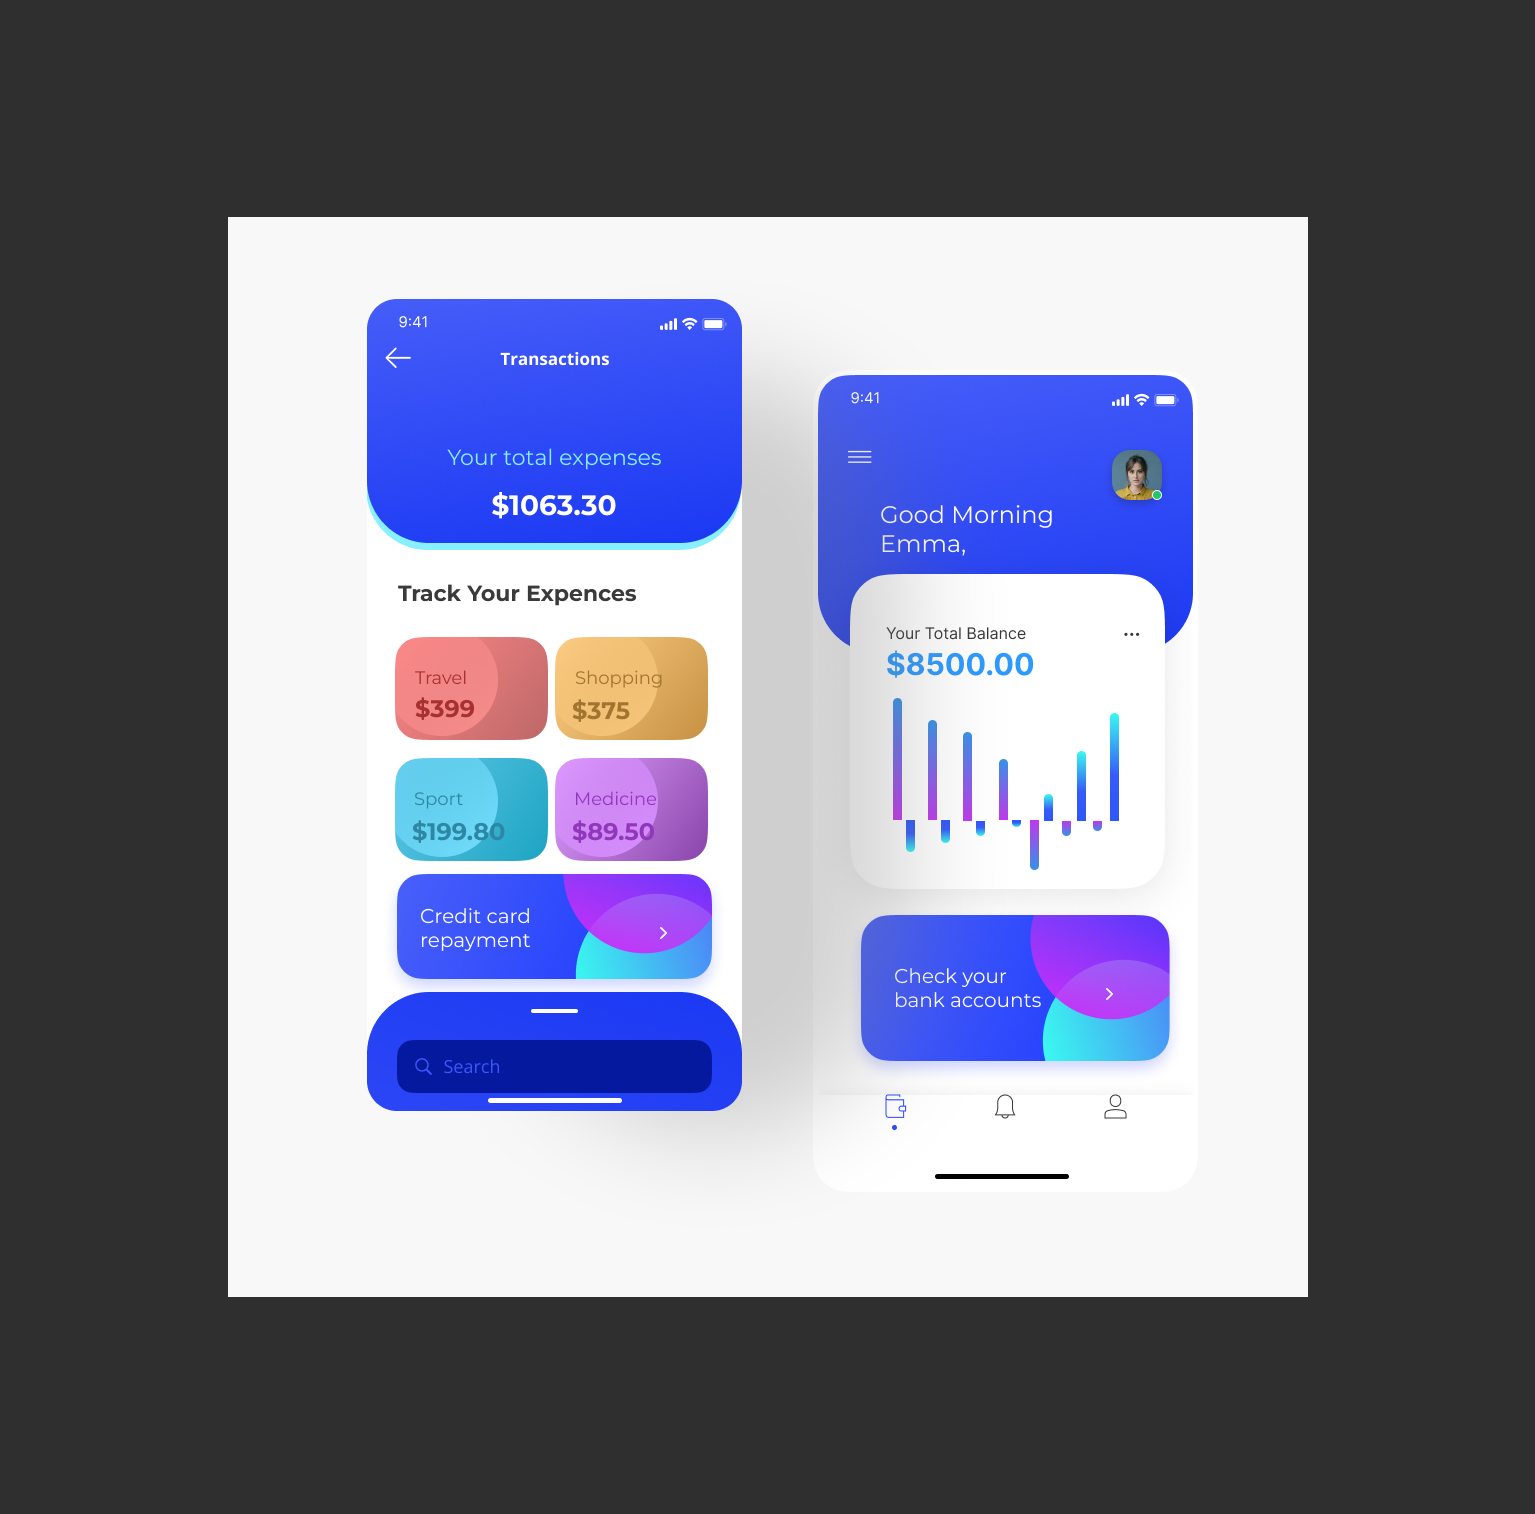 9:41
Transactions
Your total expenses
$1063.30
Track Your Expences
Travel
$399
Shopping
$375
Sport
$199.80
Medicine
$89.50
Credit card
repayment
Search
9:41
Good Morning
Emma,
Your Total Balance
$8500.00
Check your
bank accounts